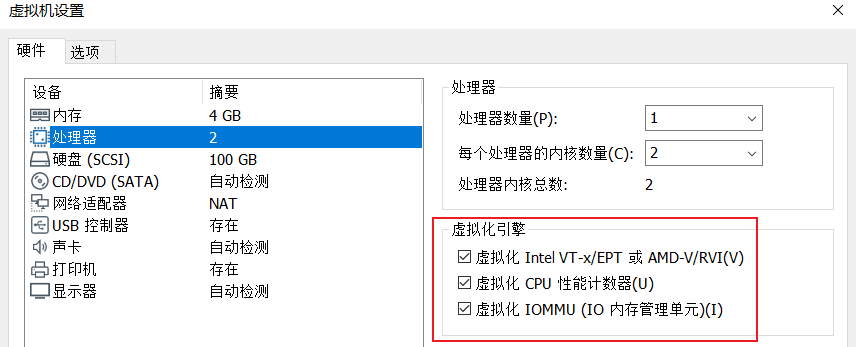 虚拟机设置
硬件 选项
设备 摘要
内存 4 GB
处理器 2
硬盘 (SCSI) 100 GB
CD/DVD (SATA) 自动检测
网络适配器 NAT
USB 控制器 存在
声卡 自动检测
打印机 存在
显示器 自动检测
处理器
处理器数量(P): 1
每个处理器的内核数量(C): 2
处理器内核总数: 2
虚拟化引擎
虚拟化 Intel VT-x/EPT 或 AMD-V/RVI(V)
虚拟化 CPU 性能计数器(U)
虚拟化 IOMMU (IO 内存管理单元)(I)